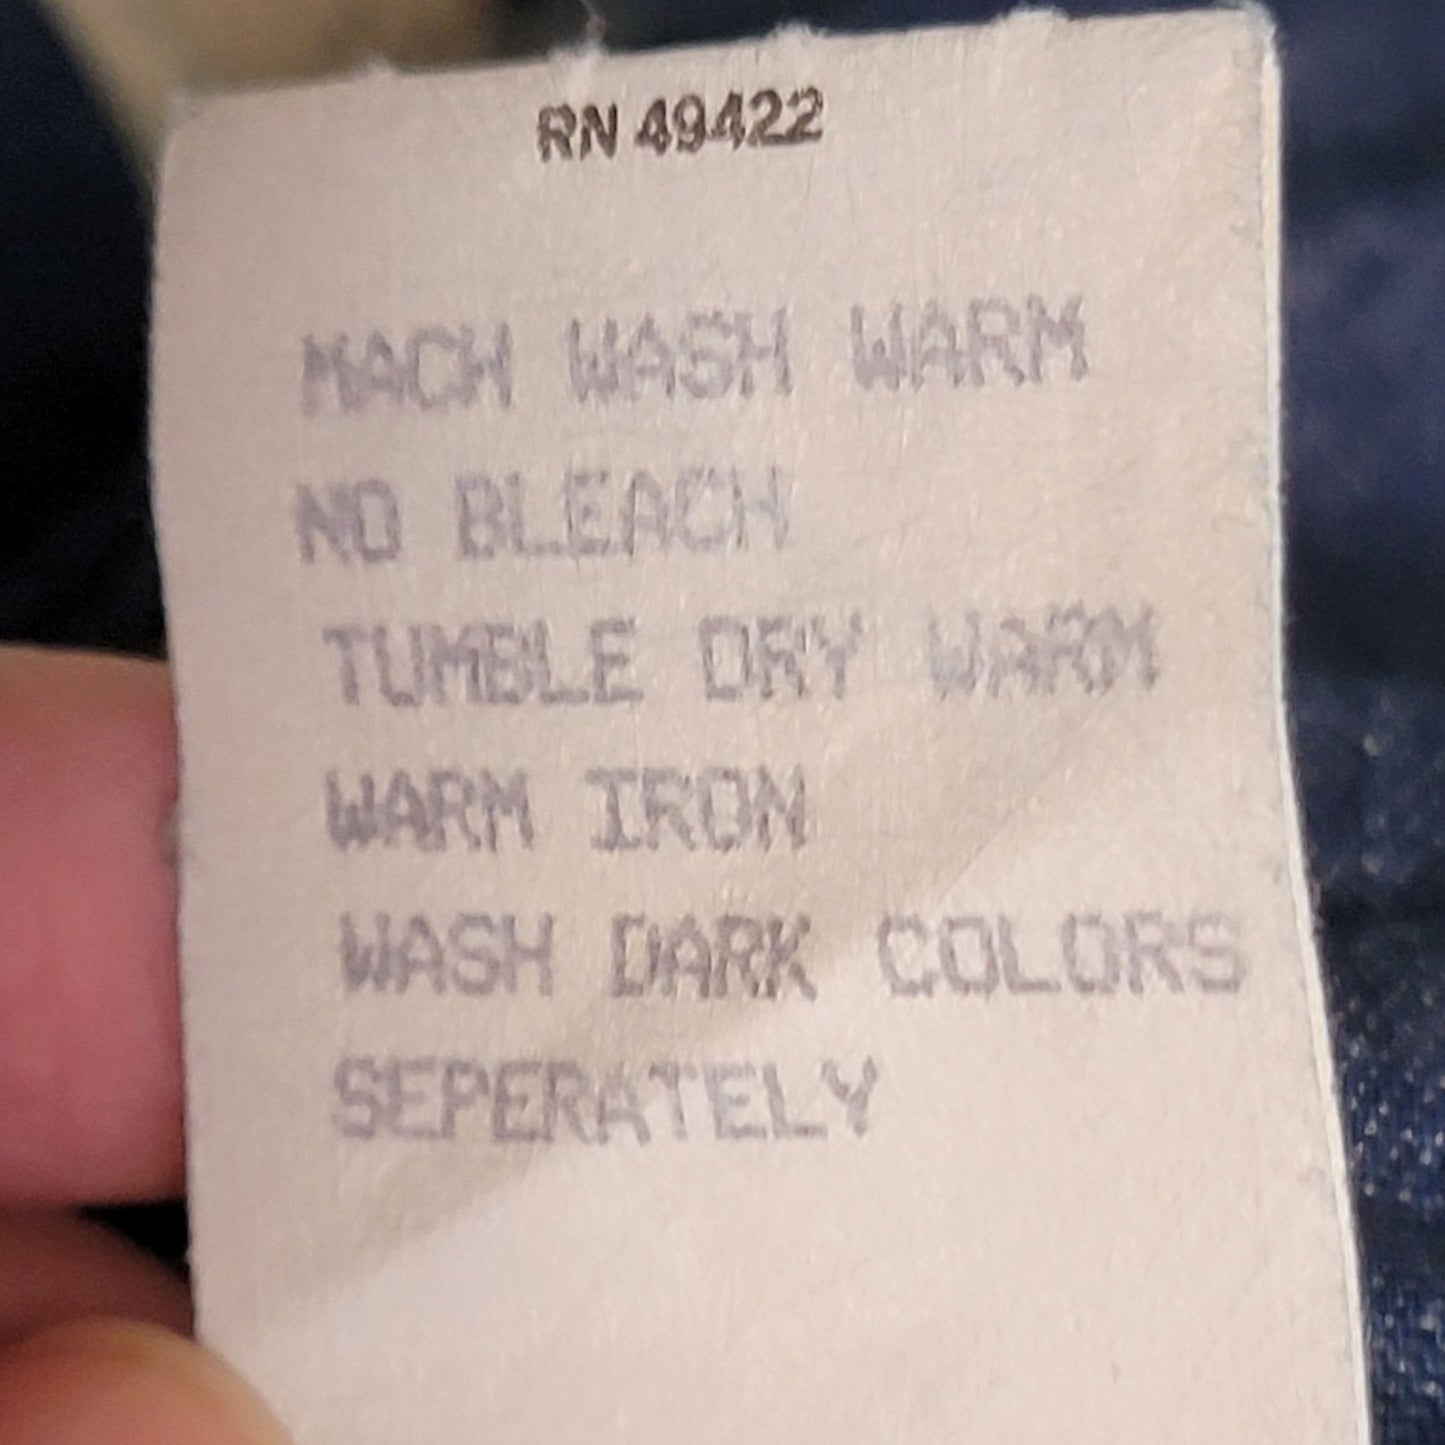 RN 49422
MACH WASH WARM
NO BLEACH
TUMBLE DRY WARM
WARM IRON
WASH DARK COLORS
SEPERATELY